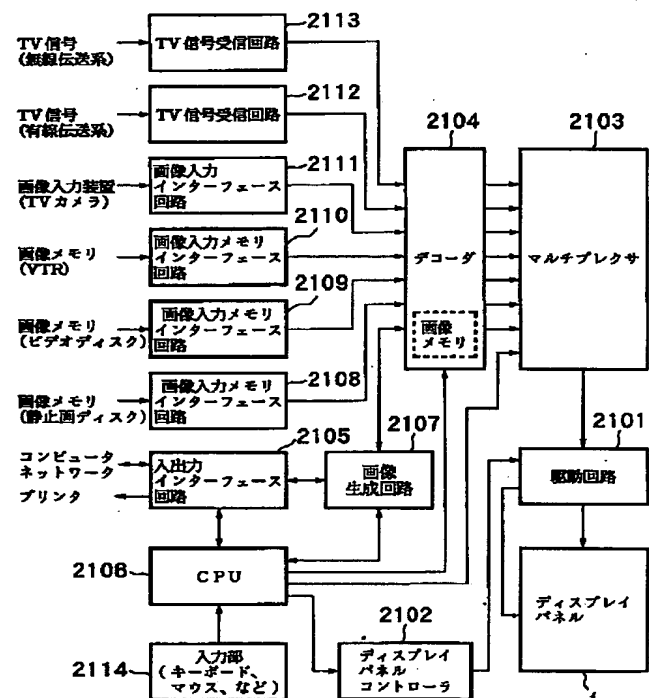 2113
TV信号
(無線伝送系)
TV信号受信回路
2112
TV信号
(有線伝送系)
TV信号受信回路
2104
2103
2111
画像入力装置
(TVカメラ)
画像入力
インターフェース
回路
2110
画像メモリ
(VTR)
画像入力メモリ
インターフェース
回路
デコーダ
マルチプレクサ
2109
画像メモリ
(ビデオディスク)
画像入力メモリ
インターフェース
回路
画像
メモリ
2108
画像メモリ
(静止画ディスク)
画像入力メモリ
インターフェース
回路
2105
2107
2101
コンピュータ
ネットワーク
プリンタ
入出力
インターフェース
回路
画像
生成回路
駆動回路
2106
CPU
ディスプレイ
パネル
2102
2114
入力部
(キーボード、
マウス、など)
ディスプレイ
パネル
コントローラ